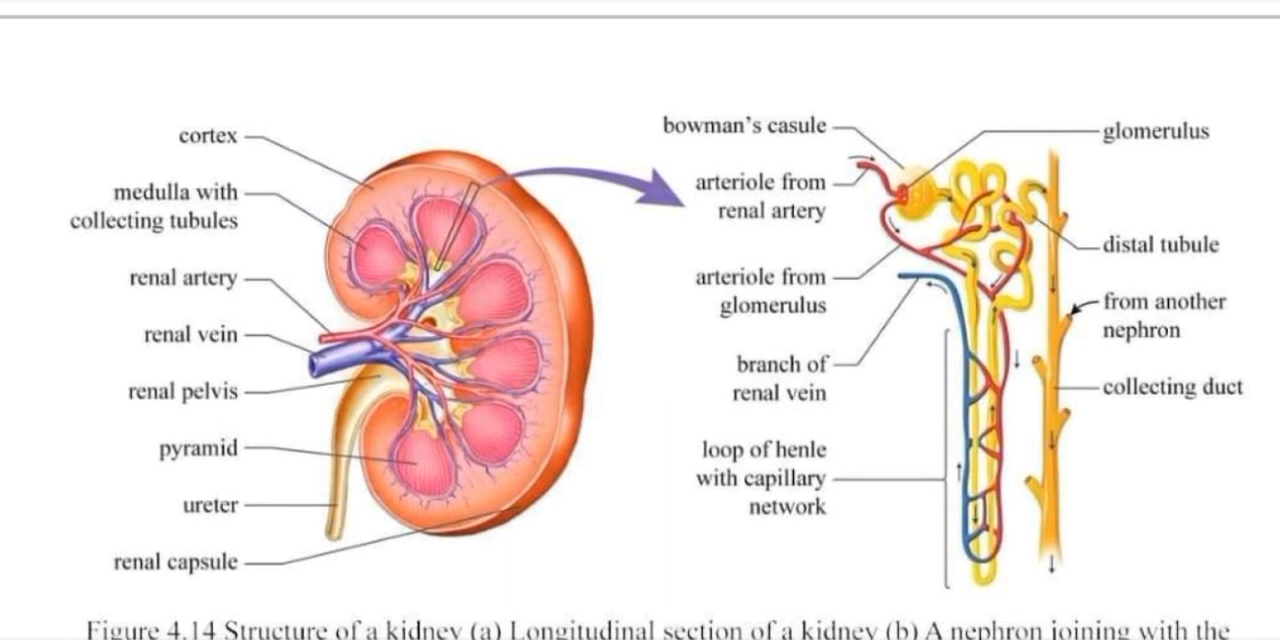 cortex
medulla with
collecting tubules
renal artery
renal vein
renal pelvis
pyramid
ureter
renal capsule
bowman's casule
arteriole from
renal artery
arteriole from
glomerulus
branch of
renal vein
loop of henle
with capillary
network
glomerulus
distal tubule
from another
nephron
collecting duct
Figure 4.14 Structure of a kidney (a) Longitudinal section of a kidney (b) A nephron joining with the